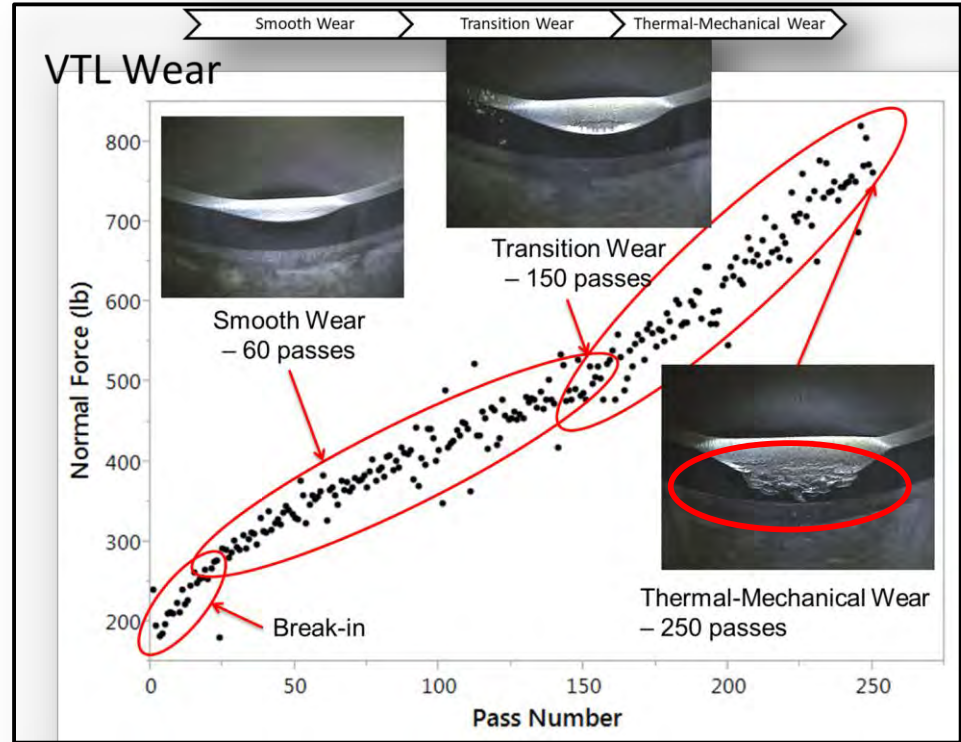 Smooth Wear
Transition Wear
Thermal-Mechanical Wear
VTL Wear
800
700
600
500
400
300
200
Normal Force (lb)
Smooth Wear
– 60 passes
Transition Wear
– 150 passes
Thermal-Mechanical Wear
– 250 passes
Break-in
0
50
100
150
200
250
Pass Number